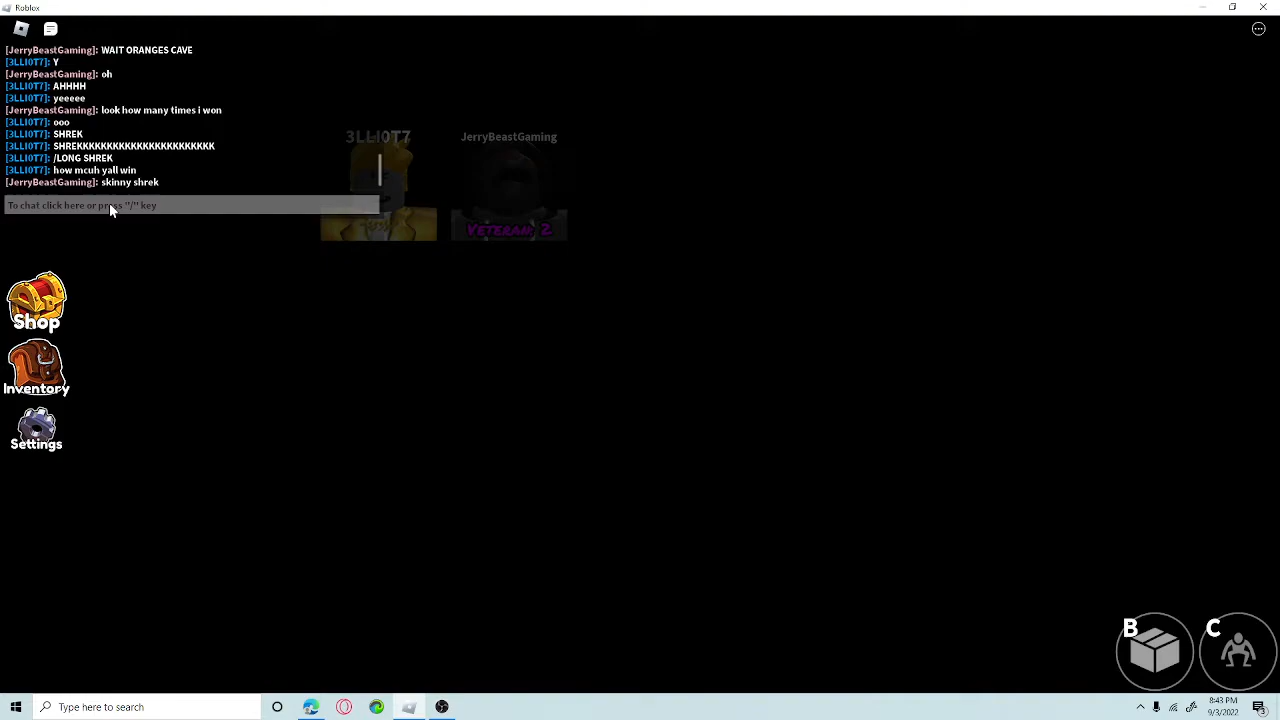 Roblox
[JerryBeastGaming]: WAIT ORANGES CAVE
[3LLI0T7]: Y
[JerryBeastGaming]: oh
[3LLI0T7]: AHHHH
[3LLI0T7]: yeeeee
[JerryBeastGaming]: look how many times i won
[3LLI0T7]: ooo
[3LLI0T7]: SHREK
[3LLI0T7]: SHREKKKKKKKKKKKKKKKKKKKKKKK
[3LLI0T7]: /LONG SHREK
[3LLI0T7]: how mcuh yall win
[JerryBeastGaming]: skinny shrek
To chat click here or press "/" key
3LLI0T7
JerryBeastGaming
VETERAN 2
Shop
Inventory
Settings
B
C
Type here to search
8:43 PM
9/3/2022
3